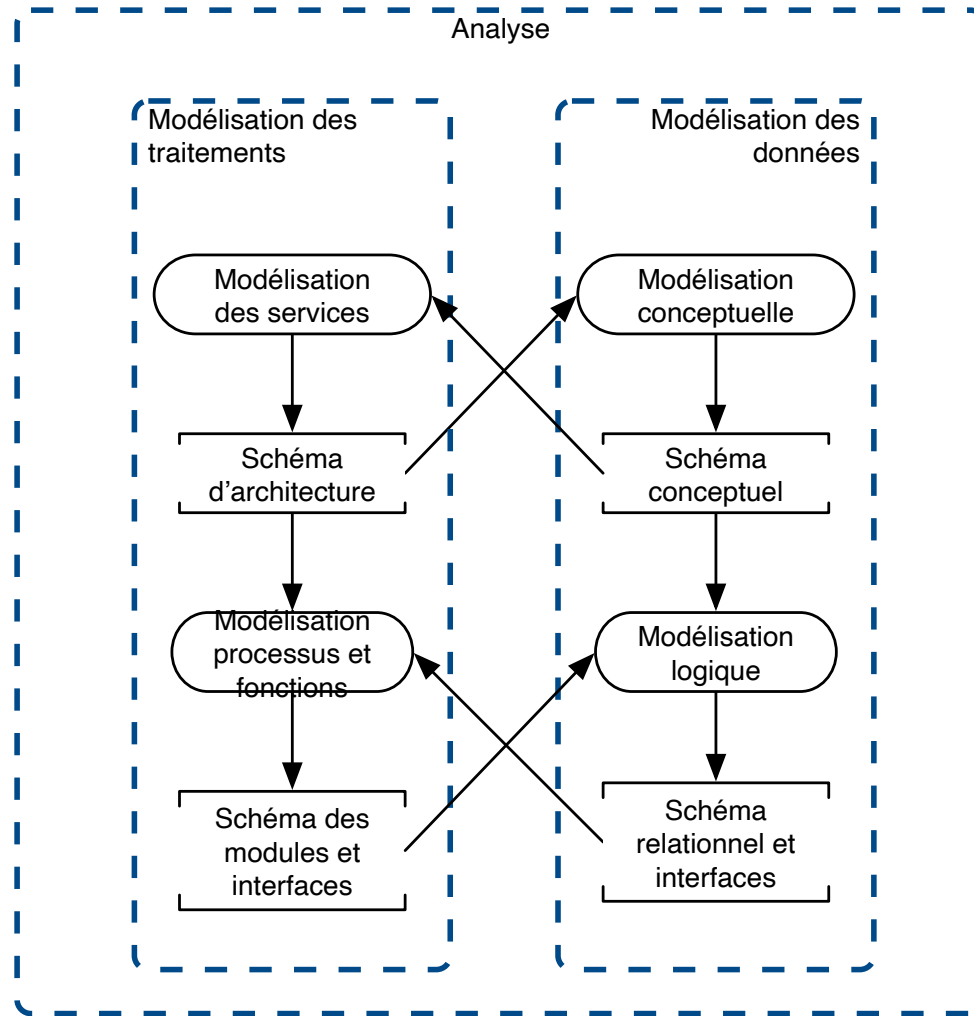 Analyse
Modélisation des
traitements
Modélisation des
données
Modélisation
des services
Modélisation
conceptuelle
Schéma
d'architecture
Schéma
conceptuel
Modélisation
processus et
fonctions
Modélisation
logique
Schéma des
modules et
interfaces
Schéma
relationnel et
interfaces